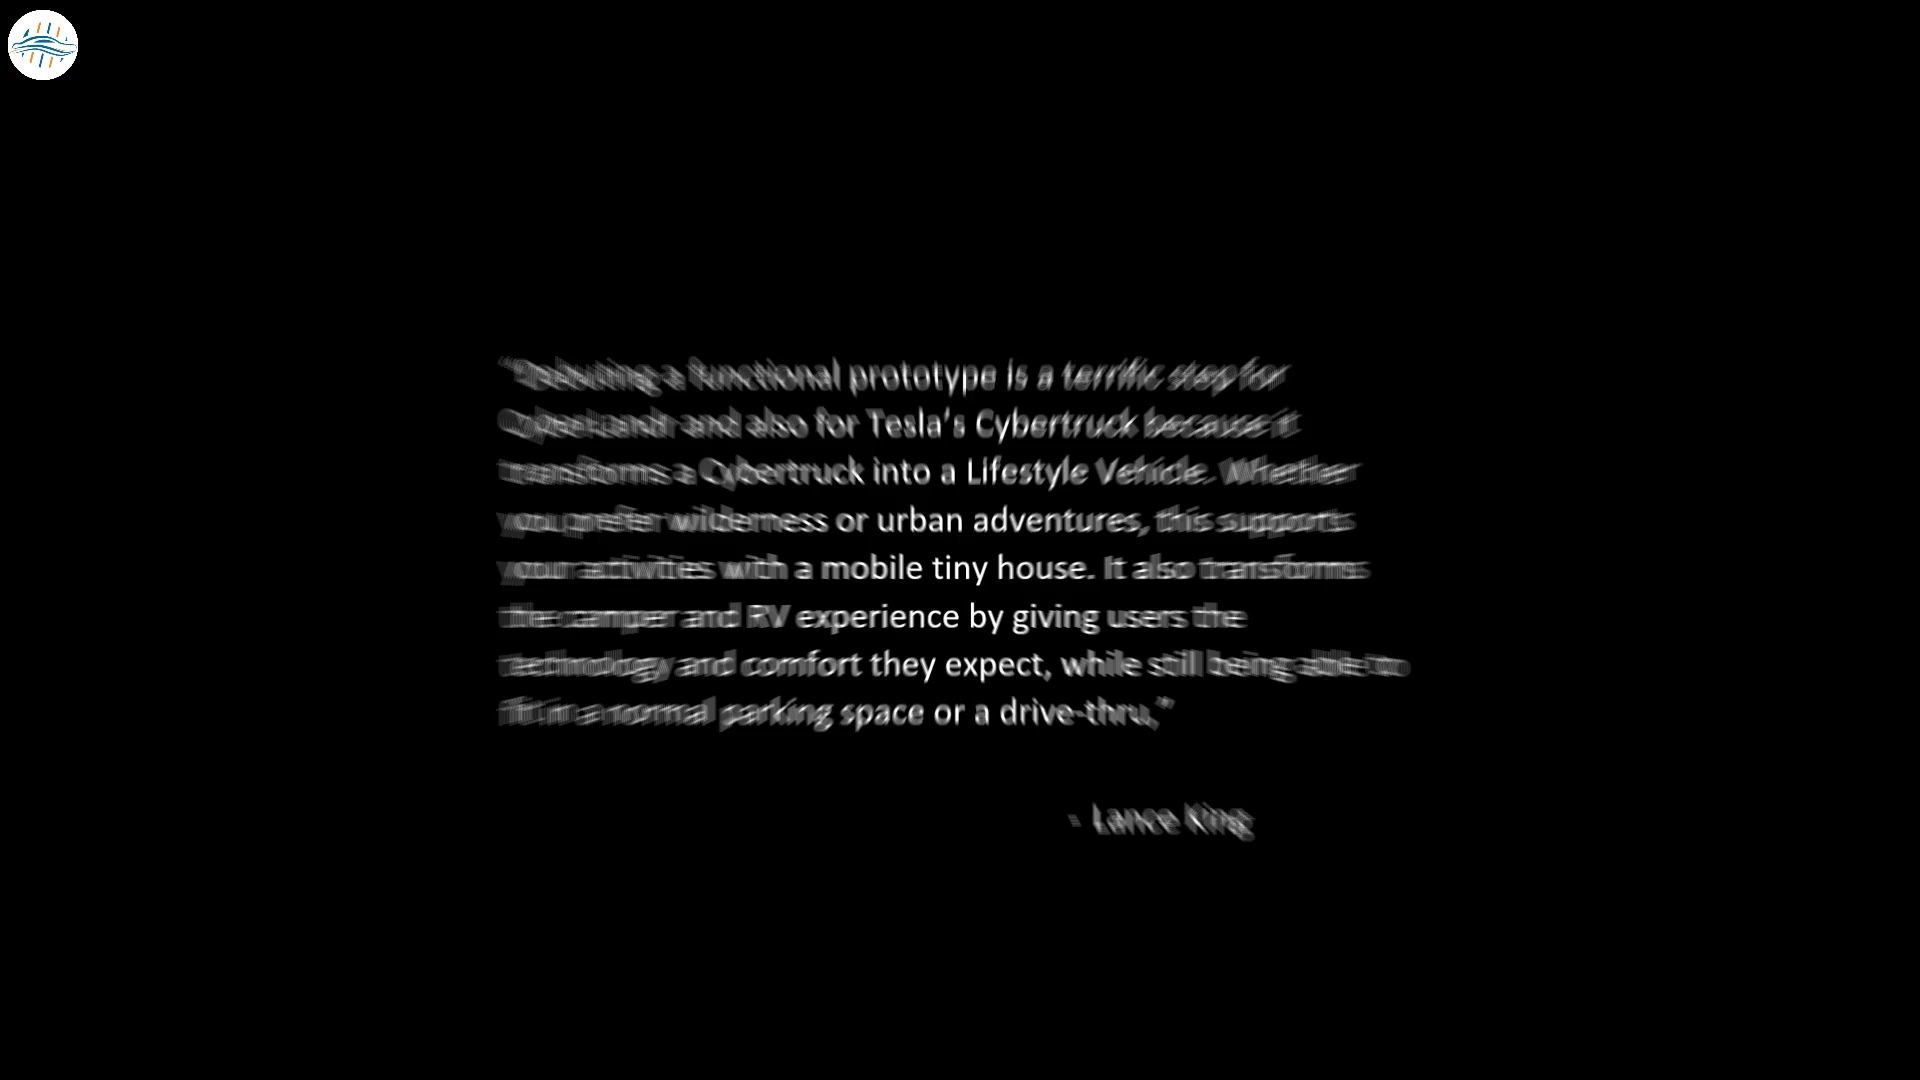 "Debuting a functional prototype is a terrific step for
CyberLandr and also for Tesla's Cybertruck because it
transforms a Cybertruck into a Lifestyle Vehicle. Whether
you prefer wilderness or urban adventures, this supports
your activities with a mobile tiny house. It also transforms
the camper and RV experience by giving users the
technology and comfort they expect, while still being able to
fit in a normal parking space or a drive-thru,"
- Lance King